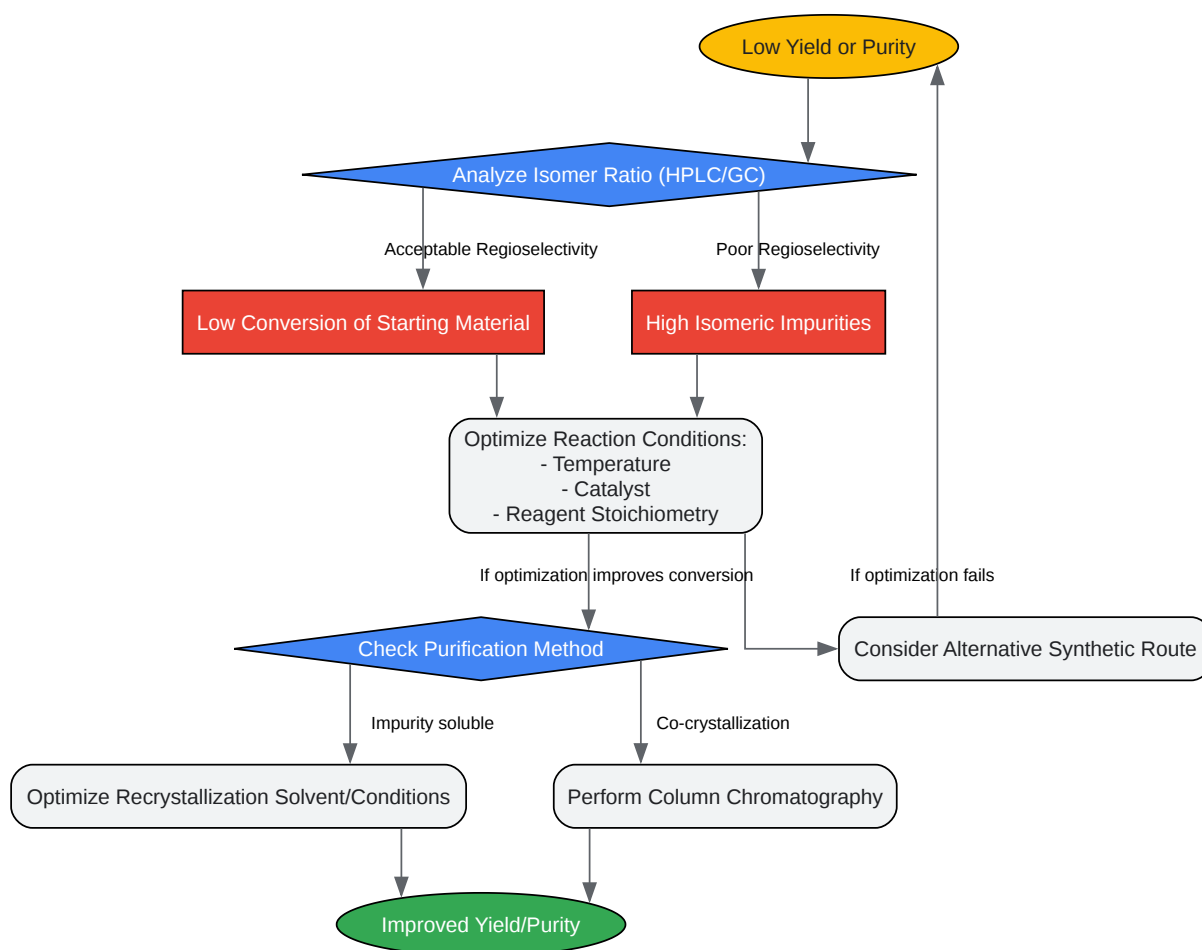 Low Yield or Purity
Analyze Isomer Ratio (HPLC/GC)
Acceptable Regioselectivity
Poor Regioselectivity
Low Conversion of Starting Material
High Isomeric Impurities
Optimize Reaction Conditions:
- Temperature
- Catalyst
- Reagent Stoichiometry
If optimization improves conversion
If optimization fails
Check Purification Method
Consider Alternative Synthetic Route
Impurity soluble
Co-crystallization
Optimize Recrystallization Solvent/Conditions
Perform Column Chromatography
Improved Yield/Purity